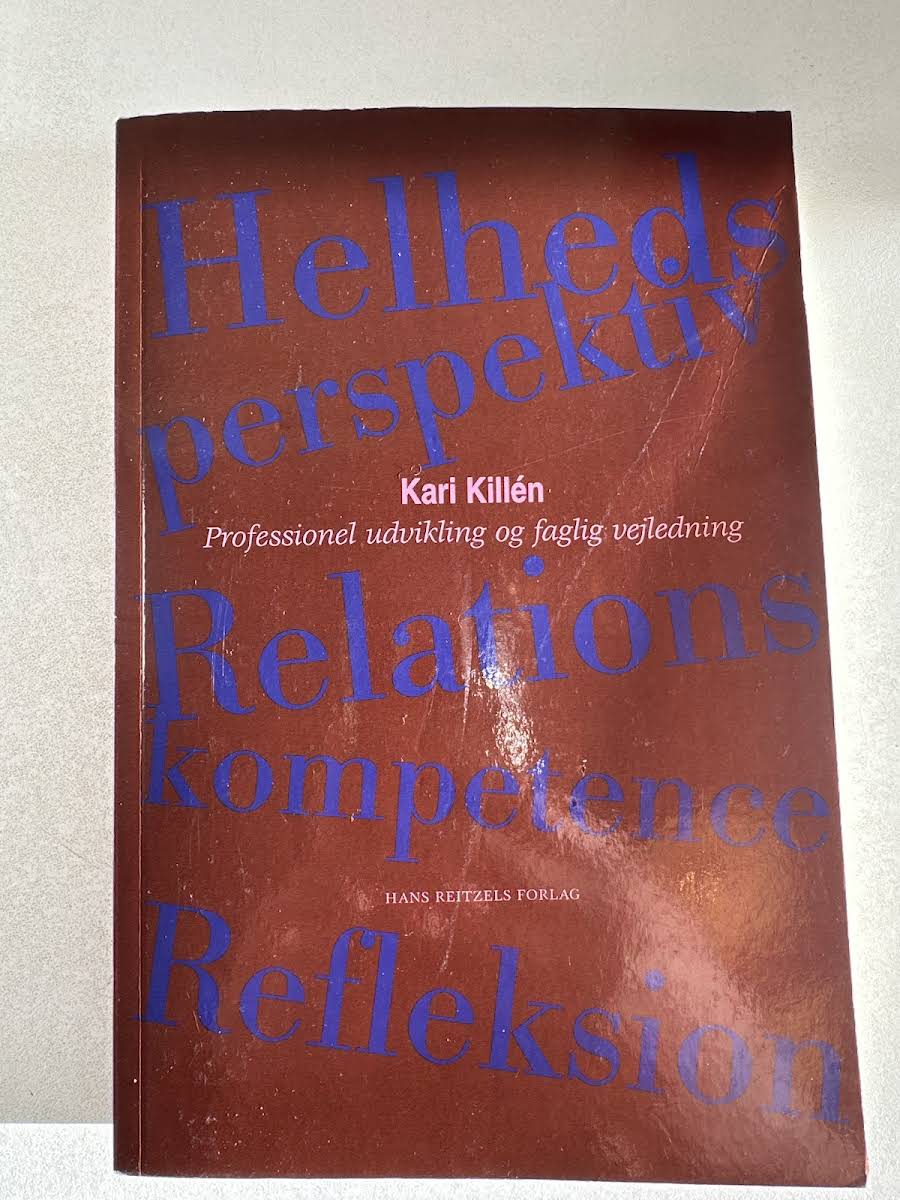 Helheds
perspektiv
Kari Killén
Professionel udvikling og faglig vejledning
Relations
kompetence
HANS REITZELS FORLAG
Refleksion